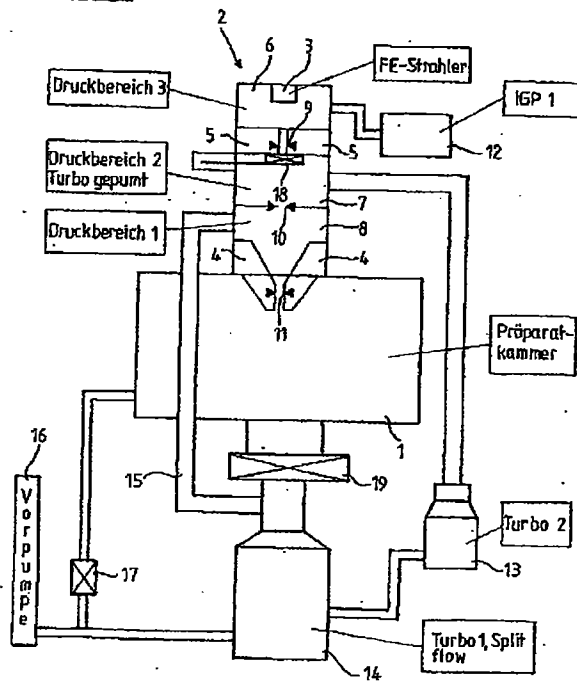 2
6
3
FE-Strahler
Druckbereich 3
9
IGP 1
5
5
12
Druckbereich 2
Turbo gepumt
18
7
10
Druckbereich 1
8
4
4
11
Präparat-
kammer
1
16
15
19
Vorpumpe
Turbo 2
17
13
Turbo 1, Split
flow
14